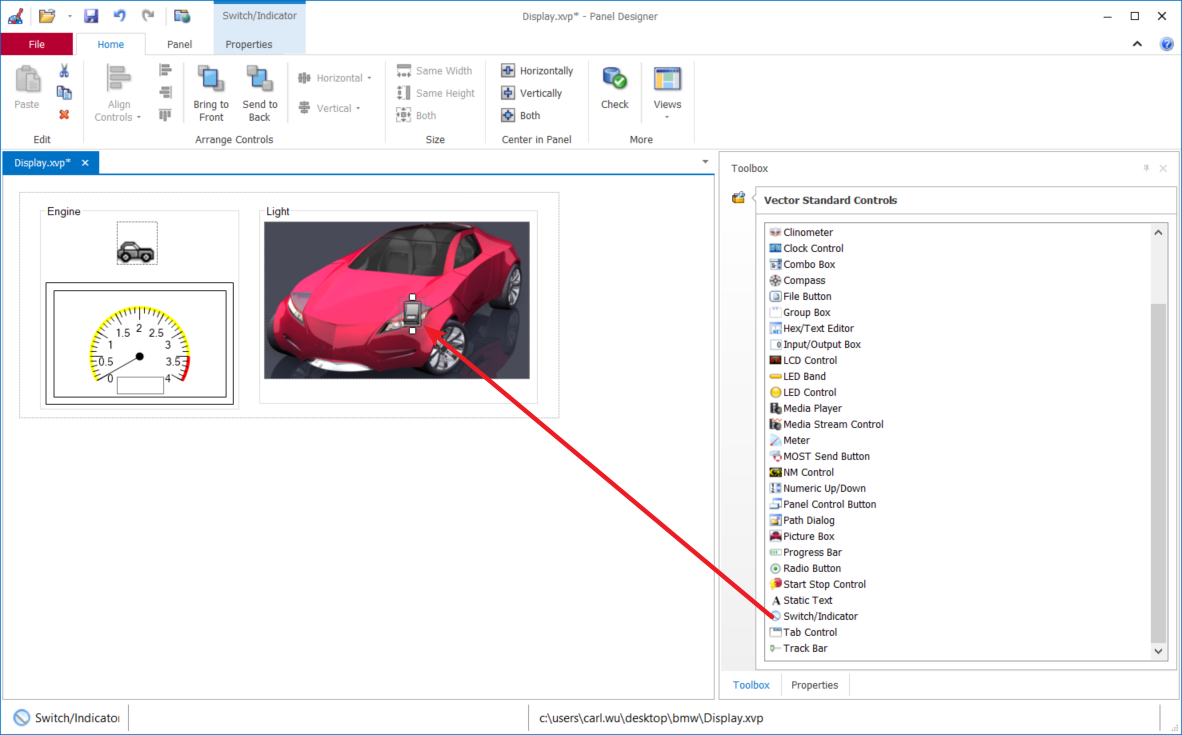 Switch/Indicator
Display.xvp* - Panel Designer
File
Home
Panel
Properties
Paste
Align
Controls
Bring to
Front
Send to
Back
Horizontal
Vertical
Same Width
Same Height
Both
Horizontally
Vertically
Both
Check
Views
Edit
Arrange Controls
Size
Center in Panel
More
Display.xvp*
Toolbox
Vector Standard Controls
Engine
Light
0
0.5
1
1.5
2
2.5
3
3.5
4
Clinometer
Clock Control
Combo Box
Compass
File Button
Group Box
Hex/Text Editor
Input/Output Box
LCD Control
LED Band
LED Control
Media Player
Media Stream Control
Meter
MOST Send Button
NM Control
Numeric Up/Down
Panel Control Button
Path Dialog
Picture Box
Progress Bar
Radio Button
Start Stop Control
Static Text
Switch/Indicator
Tab Control
Track Bar
Toolbox
Properties
Switch/Indicator
c:\users\carl.wu\desktop\bmw\Display.xvp